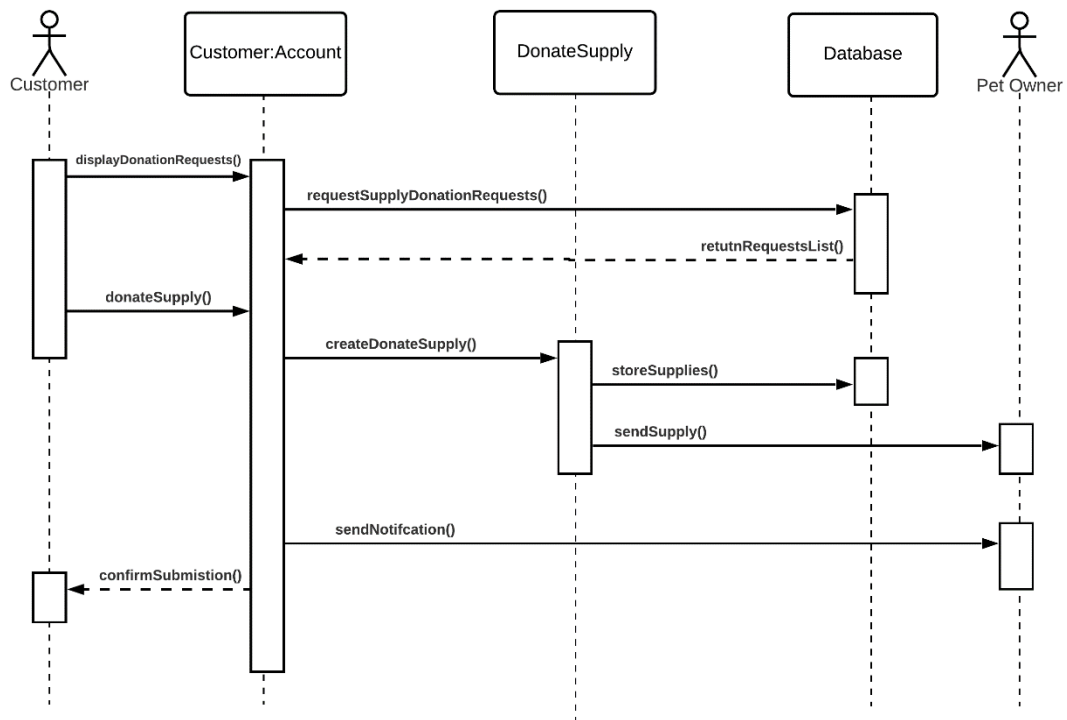 Customer
Customer:Account
DonateSupply
Database
Pet Owner
displayDonationRequests()
requestSupplyDonationRequests()
retutnRequestsList()
donateSupply()
createDonateSupply()
storeSupplies()
sendSupply()
sendNotifcation()
confirmSubmistion()